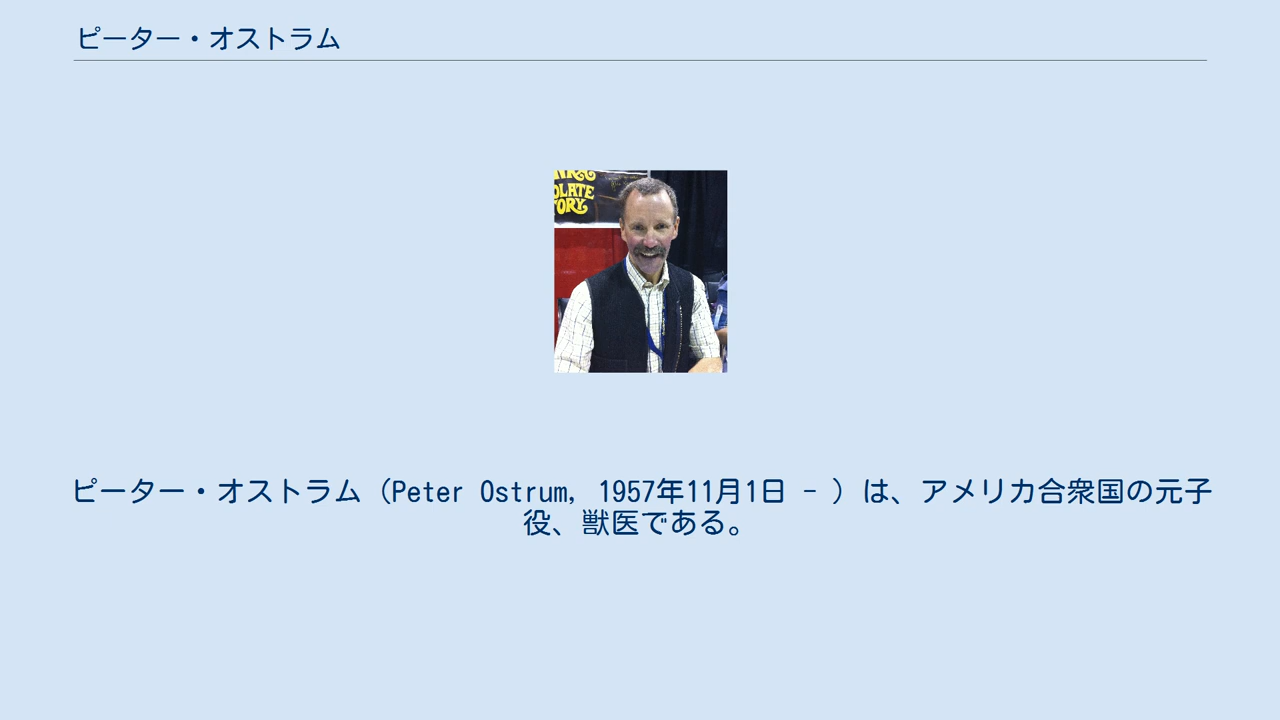 ピーター・オストラム
OLATE
TORY
ピーター・オストラム（Peter Ostrum, 1957年11月1日 - ）は、アメリカ合衆国の元子
役、獣医である。